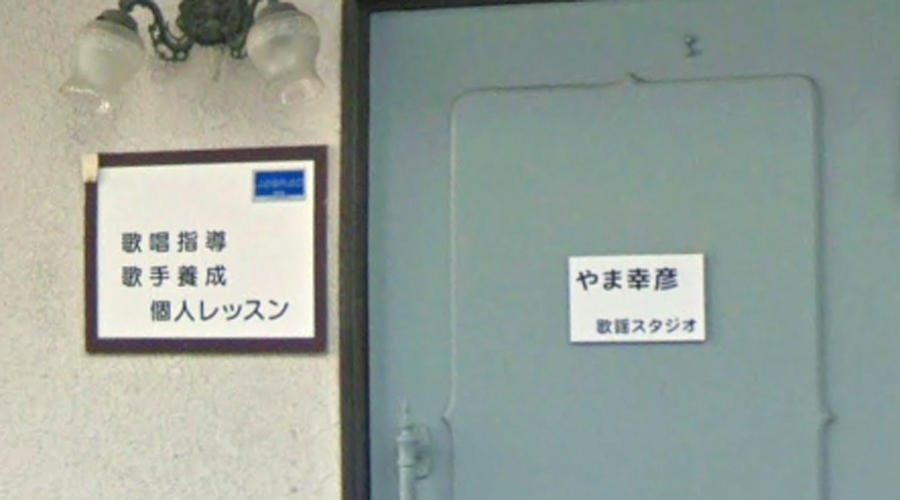 歌唱指導
歌手養成
個人レッスン
やま幸彦
歌謡スタジオ